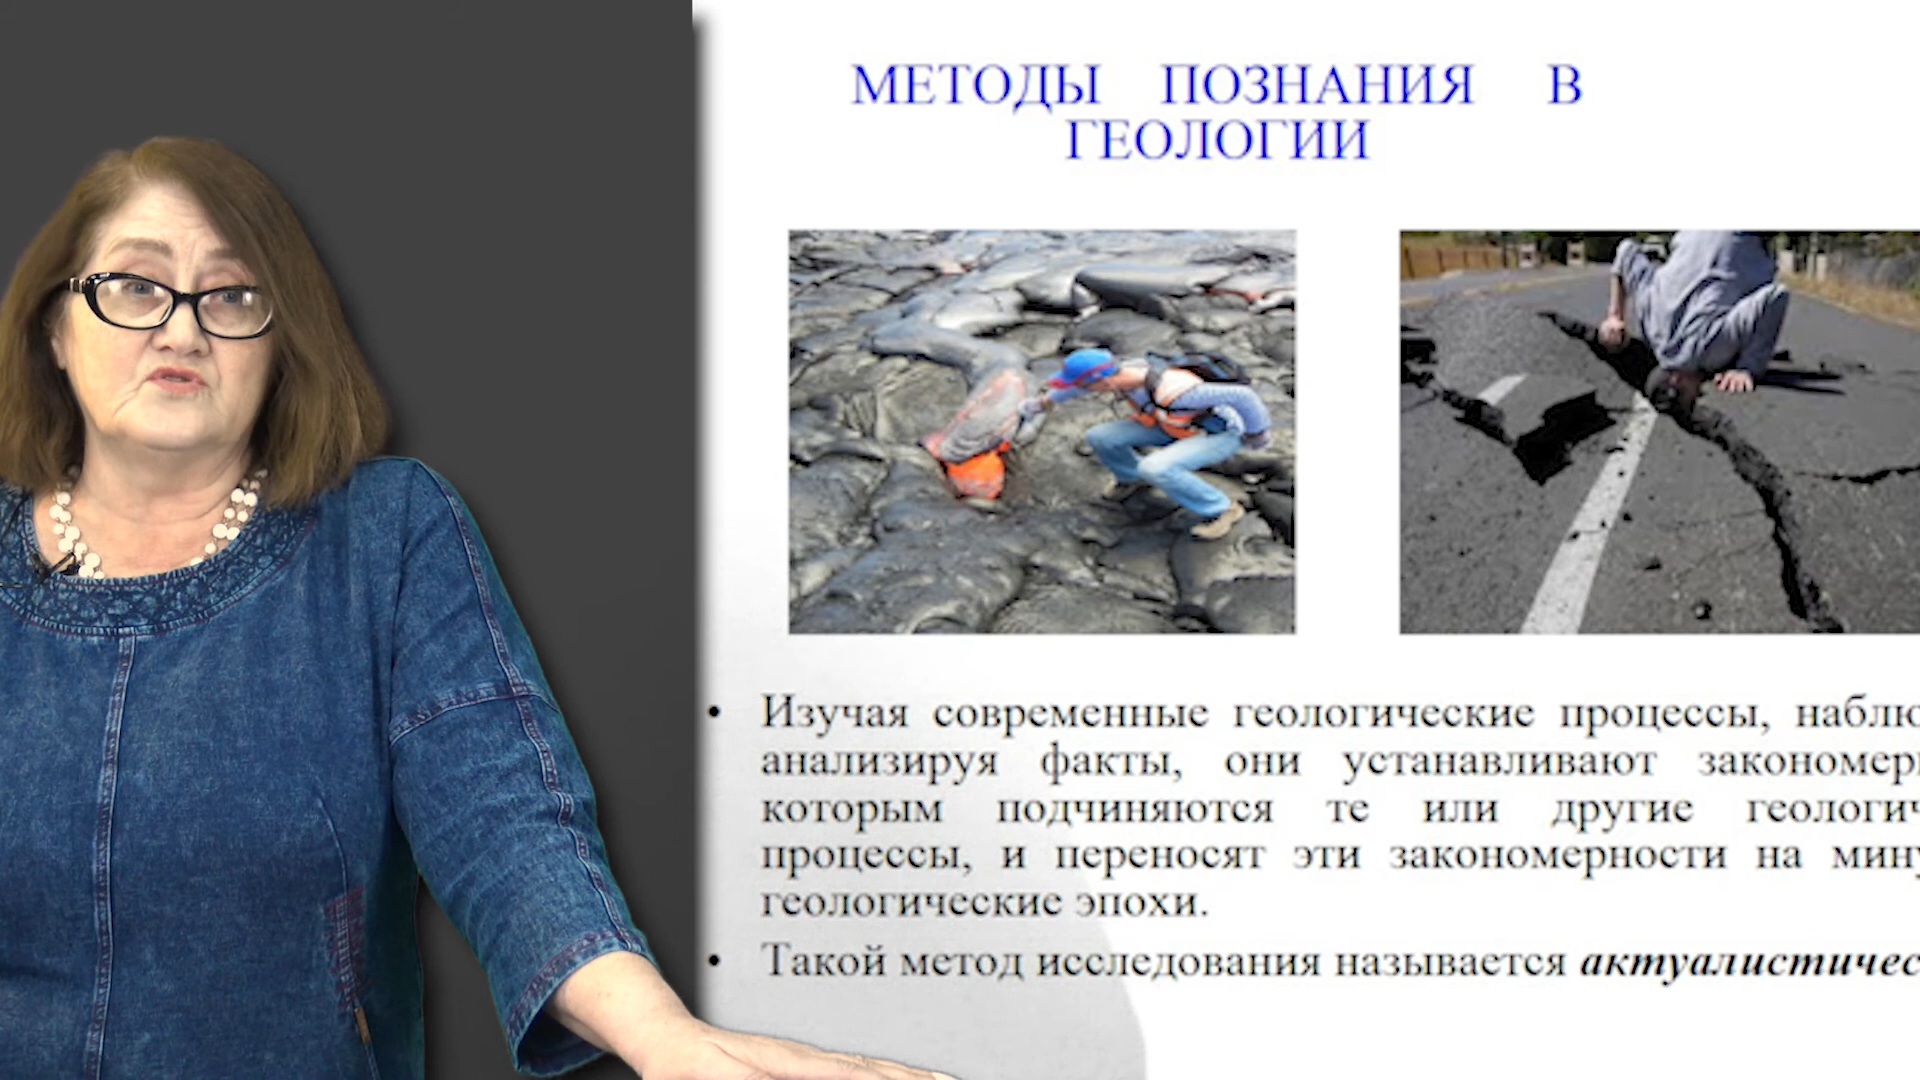 МЕТОДЫ ПОЗНАНИЯ В
ГЕОЛОГИИ
• Изучая современные геологические процессы,
анализируя факты, они устанавливают
которым подчиняются те или другие
процессы, и переносят эти закономерности на
геологические эпохи.
• Такой метод исследования называется